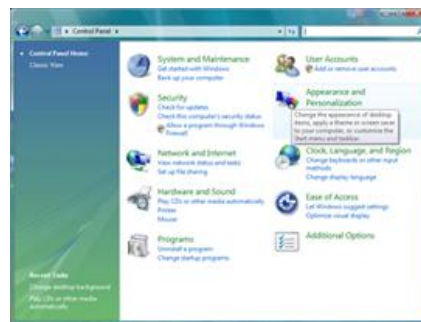 Control Panel
Control Panel Home
Classic View
System and Maintenance
Get started with Windows
Back up your computer
Security
Check for updates
Check this computer's security status
Allow a program through Windows
Firewall
Network and Internet
View network status and tasks
Set up file sharing
Hardware and Sound
Play CDs or other media automatically
Printer
Mouse
Programs
Uninstall a program
Change startup programs
User Accounts
Add or remove user accounts
Appearance and
Personalization
Change the appearance of desktop
items, apply a theme or screen saver
to your computer, or customize the
Start menu and taskbar.
Clock, Language, and Region
Change keyboards or other input
methods
Change display language
Ease of Access
Let Windows suggest settings
Optimize visual display
Additional Options
Recent Tasks
Change desktop background
Play CDs or other media
automatically